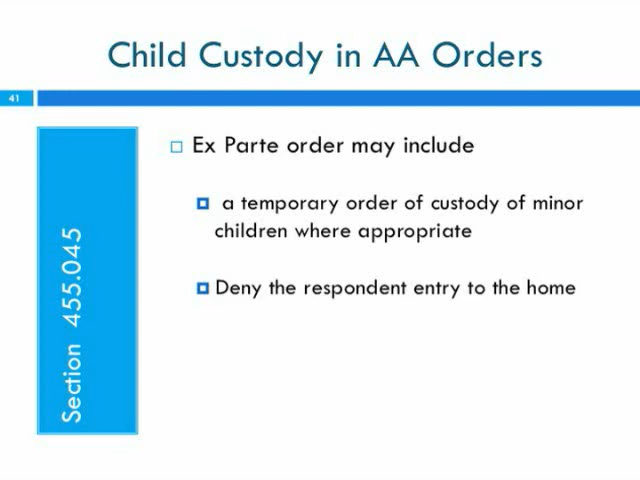 Child Custody in AA Orders
41
Section 455.045
Ex Parte order may include
a temporary order of custody of minor
children where appropriate
Deny the respondent entry to the home